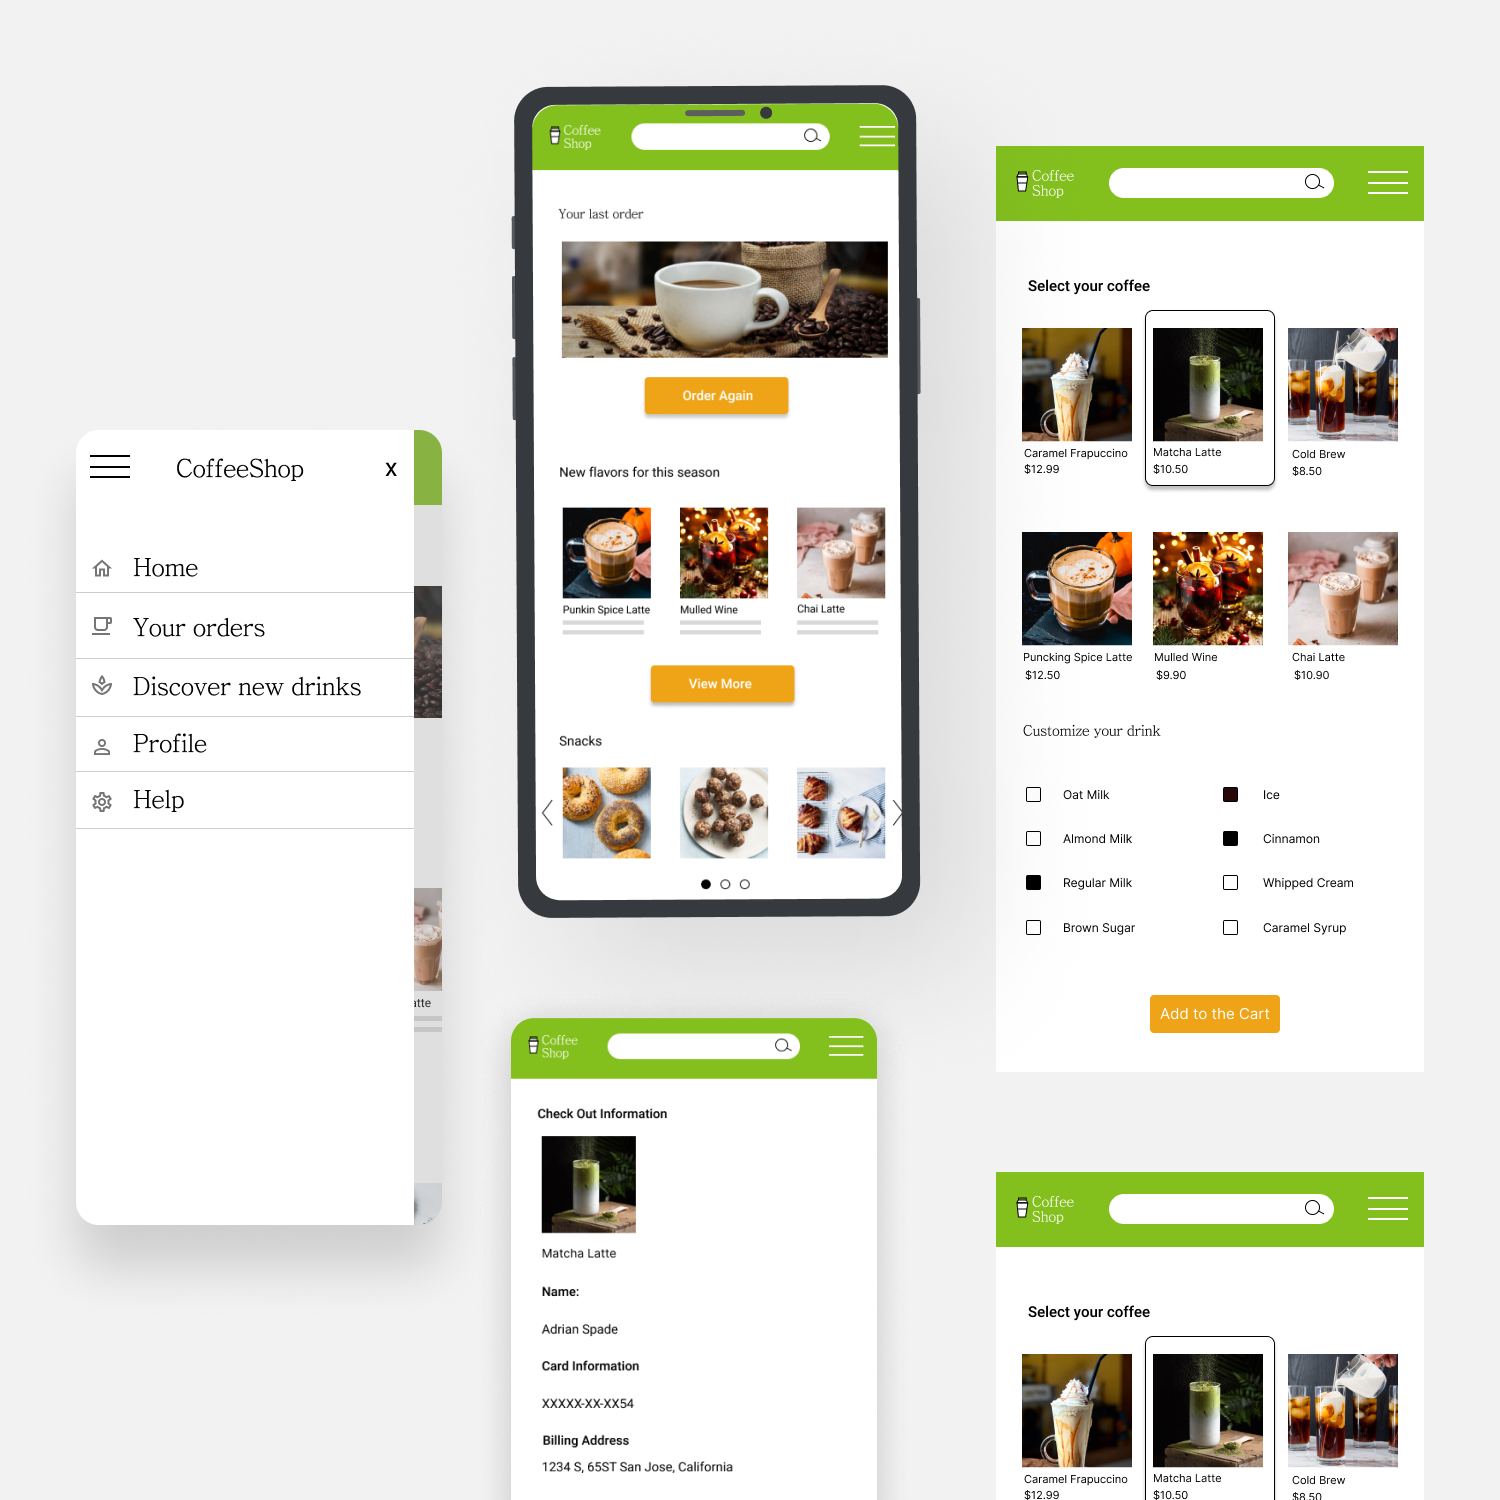 CoffeeShop
X
Home
Your orders
Discover new drinks
Profile
Help
atte
Coffee
Shop
Your last order
Order Again
New flavors for this season
Punkin Spice Latte
Mulled Wine
Chai Latte
View More
Snacks
Coffee
Shop
Check Out Information
Matcha Latte
Name:
Adrian Spade
Card Information
XXXXX-XX-XX54
Billing Address
1234 S, 65ST San Jose, California
Coffee
Shop
Select your coffee
Caramel Frapuccino
$12.99
Matcha Latte
$10.50
Cold Brew
$8.50
Puncking Spice Latte
$12.50
Mulled Wine
$9.90
Chai Latte
$10.90
Customize your drink
Oat Milk
Ice
Almond Milk
Cinnamon
Regular Milk
Whipped Cream
Brown Sugar
Caramel Syrup
Add to the Cart
Coffee
Shop
Select your coffee
Caramel Frapuccino
$12.99
Matcha Latte
$10.50
Cold Brew
$8.50